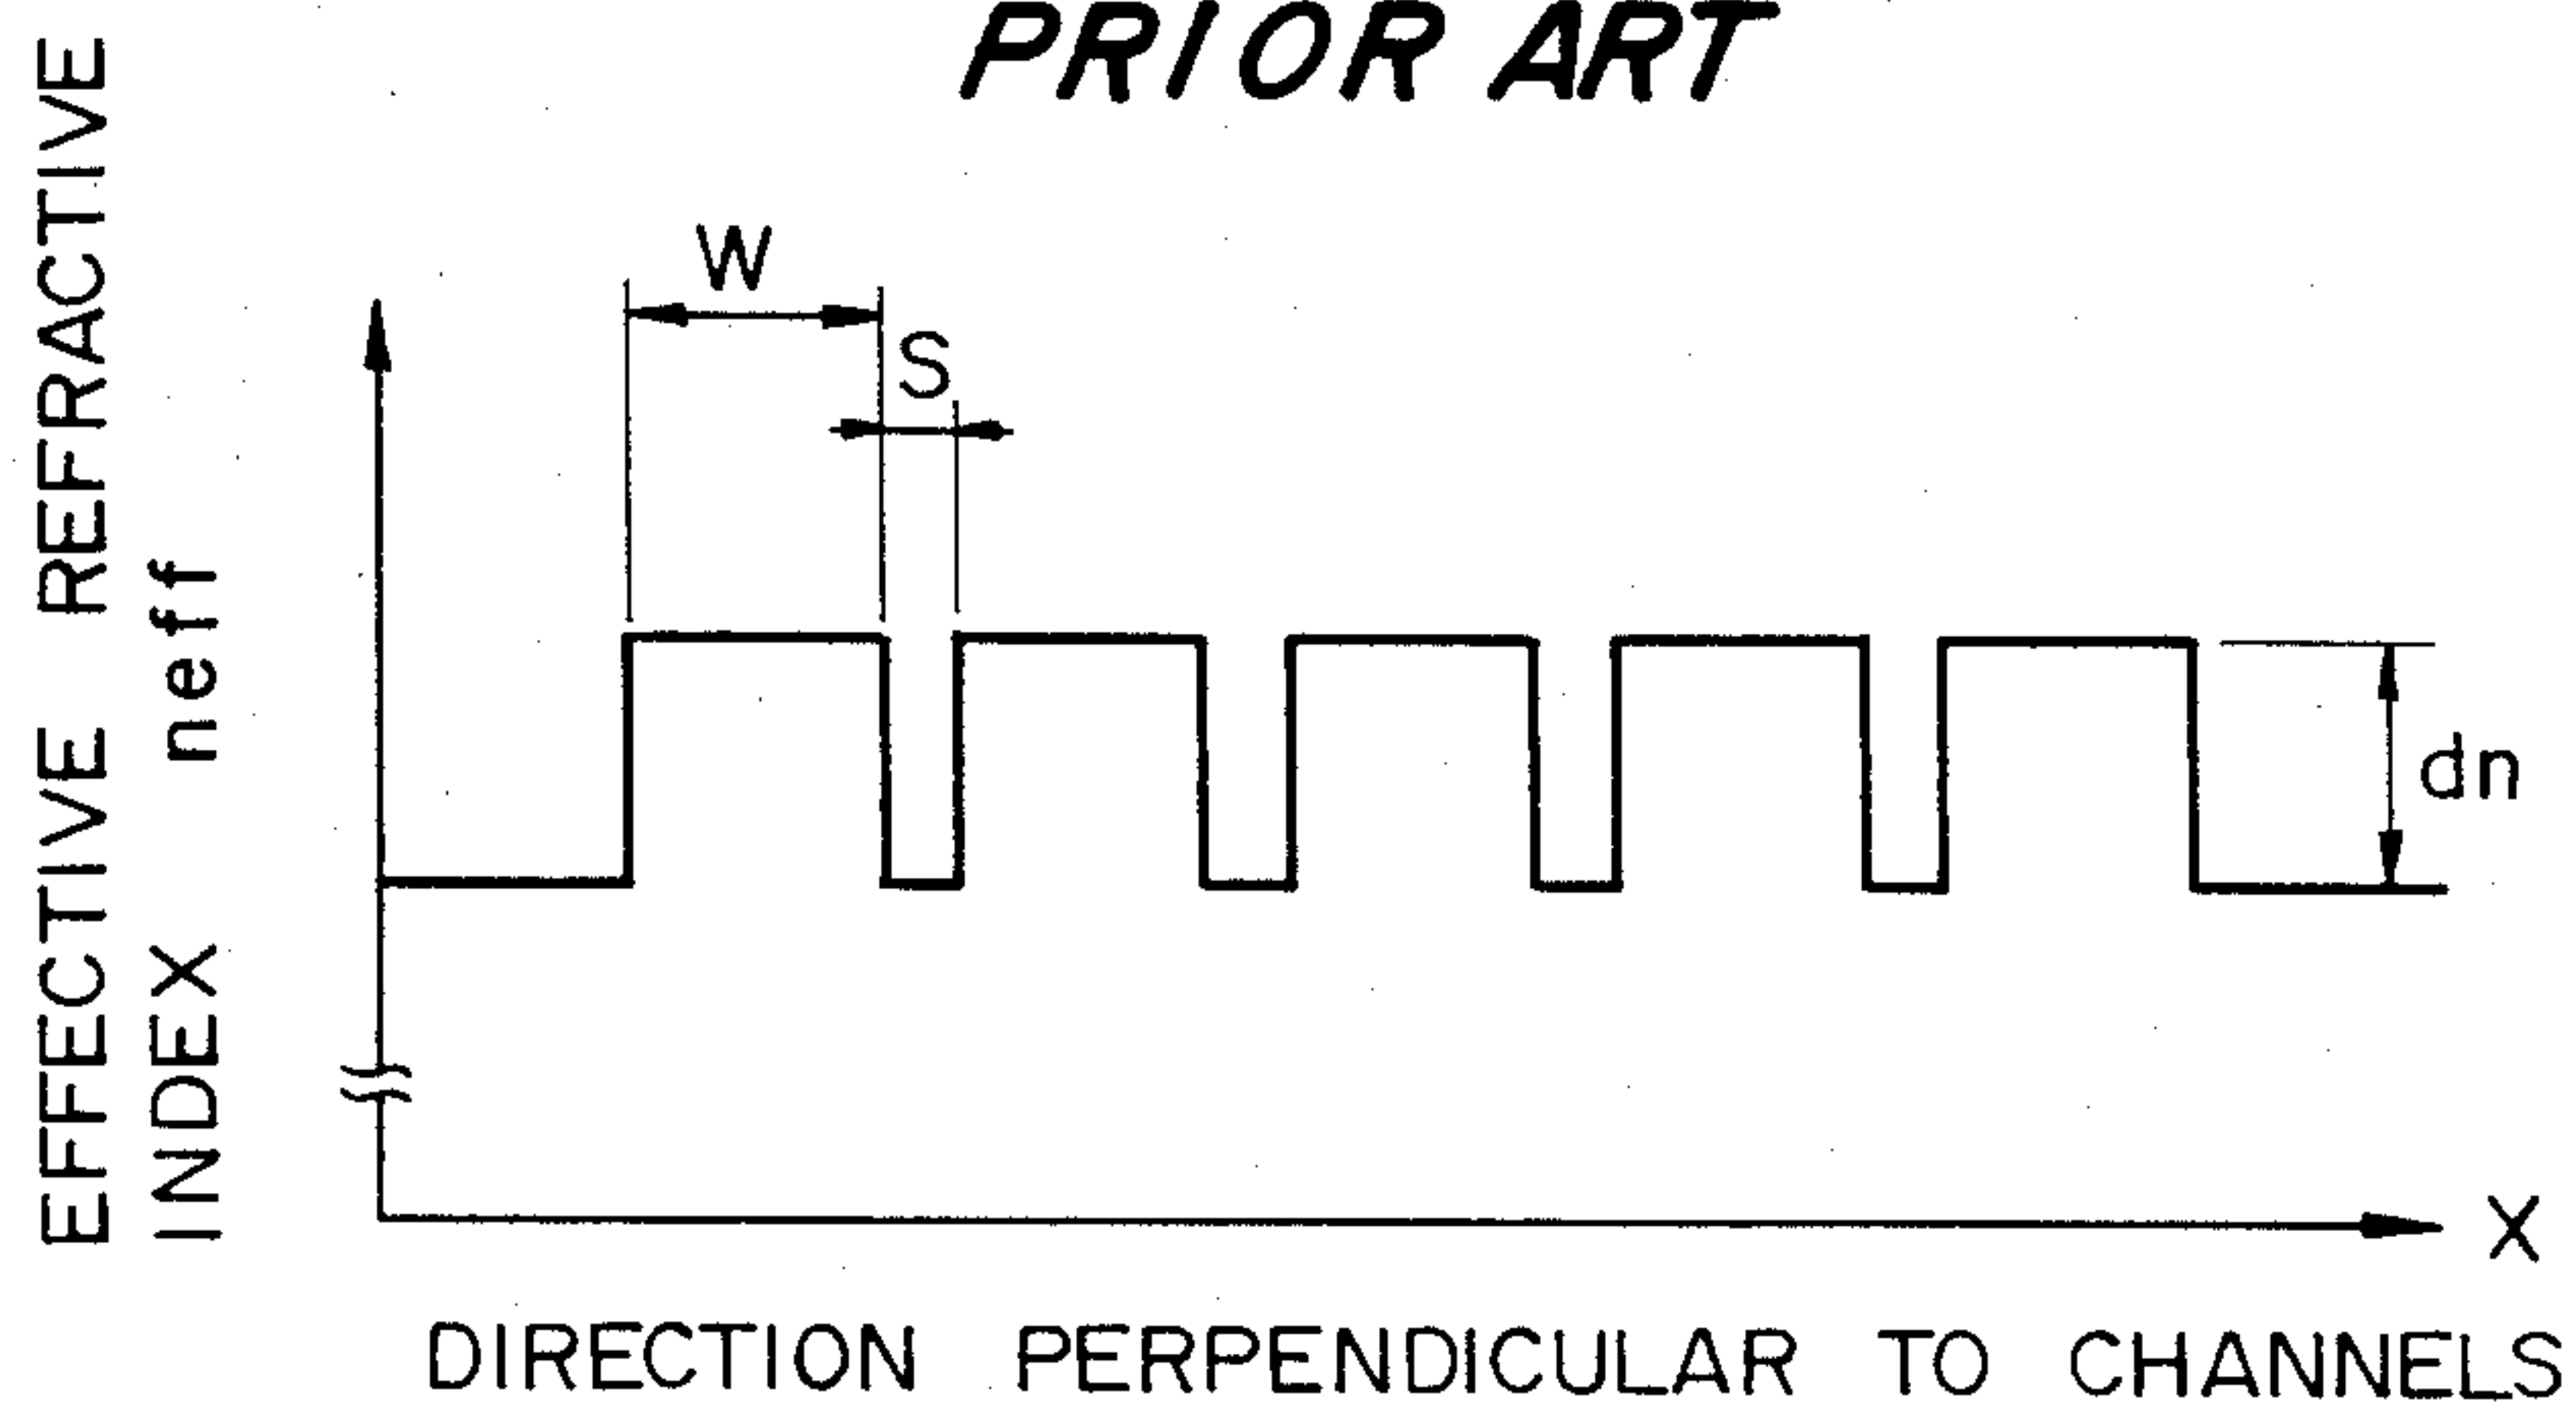 PRIOR ART
EFFECTIVE REFRACTIVE
INDEX neff
W
S
dn
X
DIRECTION PERPENDICULAR TO CHANNELS